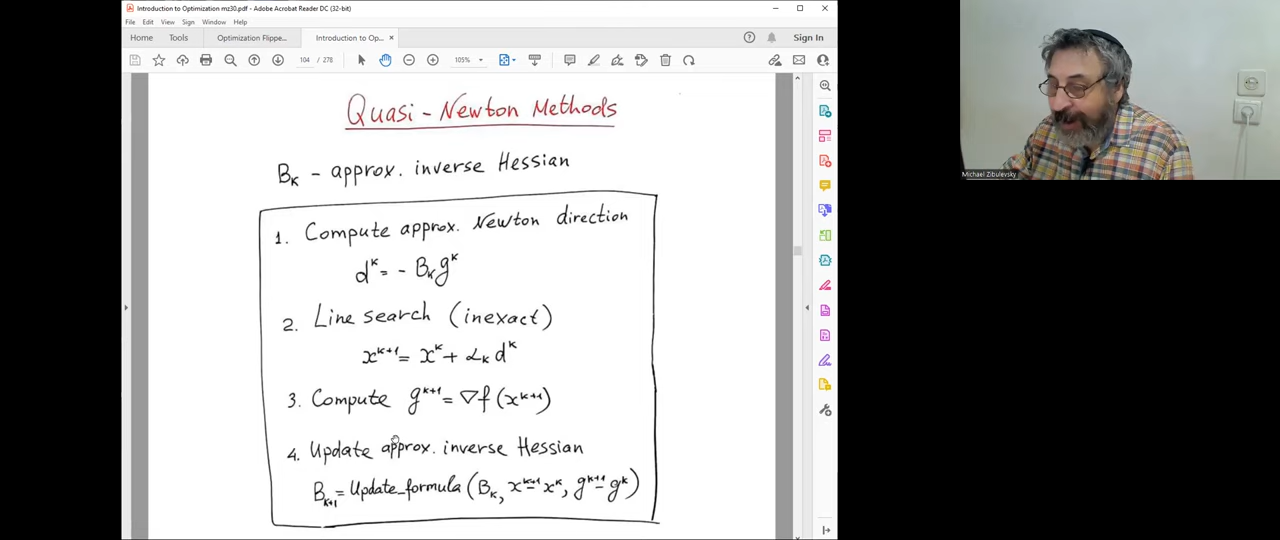 Introduction to Optimization mz30.pdf - Adobe Acrobat Reader DC (32-bit)
File Edit View Sign Window Help
Home Tools Optimization Flippe... Introduction to Op... ×
Sign In
104 / 278 105%
Quasi - Newton Methods
B_k - approx. inverse Hessian
1. Compute approx. Newton direction
d^k = - B_k g^k
2. Line search (inexact)
x^{k+1} = x^k + α_k d^k
3. Compute g^{k+1} = ∇f(x^{k+1})
4. Update approx. inverse Hessian
B_{k+1} = Update_formula (B_k, x^{k+1} - x^k, g^{k+1} - g^k)
Michael Zibulevsky